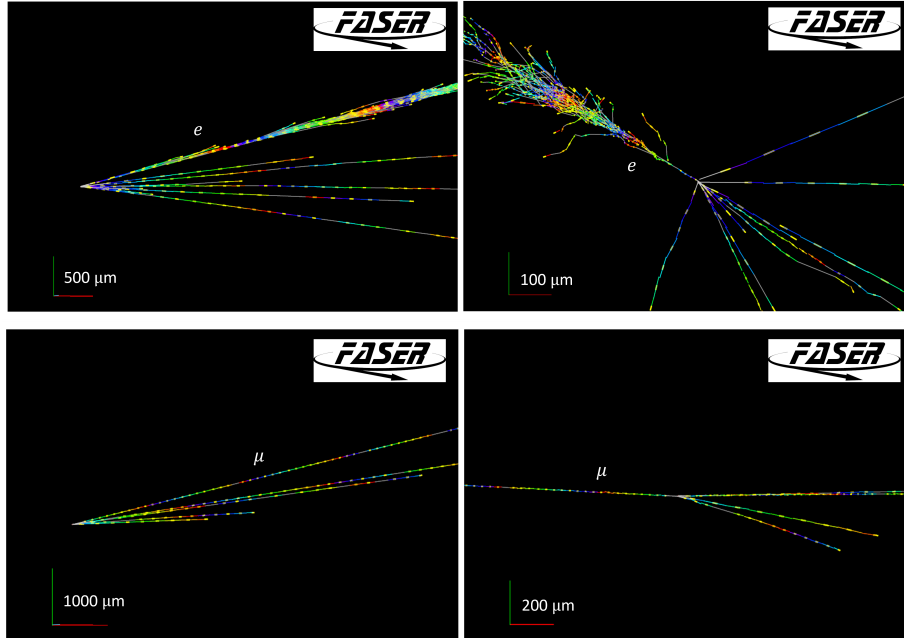 FASER
e
500 μm
FASER
e
100 μm
FASER
μ
1000 μm
FASER
μ
200 μm